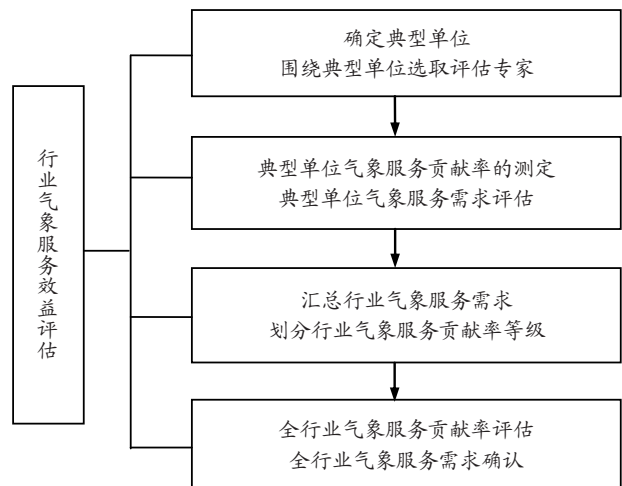 行业气象服务效益评估
确定典型单位
围绕典型单位选取评估专家
典型单位气象服务贡献率的测定
典型单位气象服务需求评估
汇总行业气象服务需求
划分行业气象服务贡献率等级
全行业气象服务贡献率评估
全行业气象服务需求确认